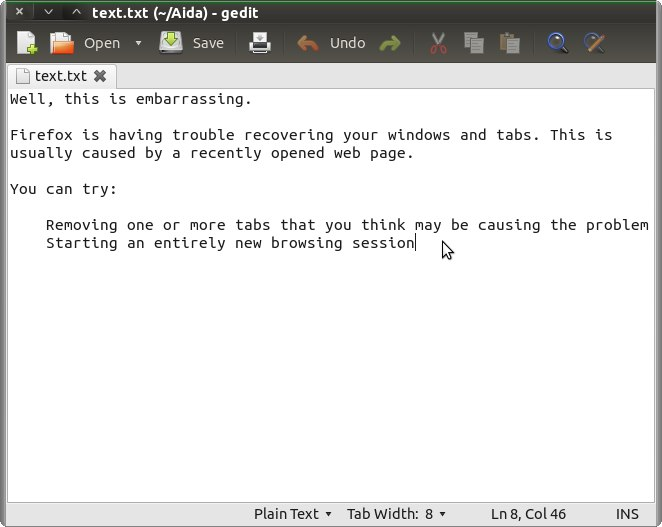 text.txt (~/Aida) - gedit
Open Save Undo
text.txt
Well, this is embarrassing.
Firefox is having trouble recovering your windows and tabs. This is
usually caused by a recently opened web page.
You can try:
Removing one or more tabs that you think may be causing the problem
Starting an entirely new browsing session
Plain Text Tab Width: 8 Ln 8, Col 46 INS